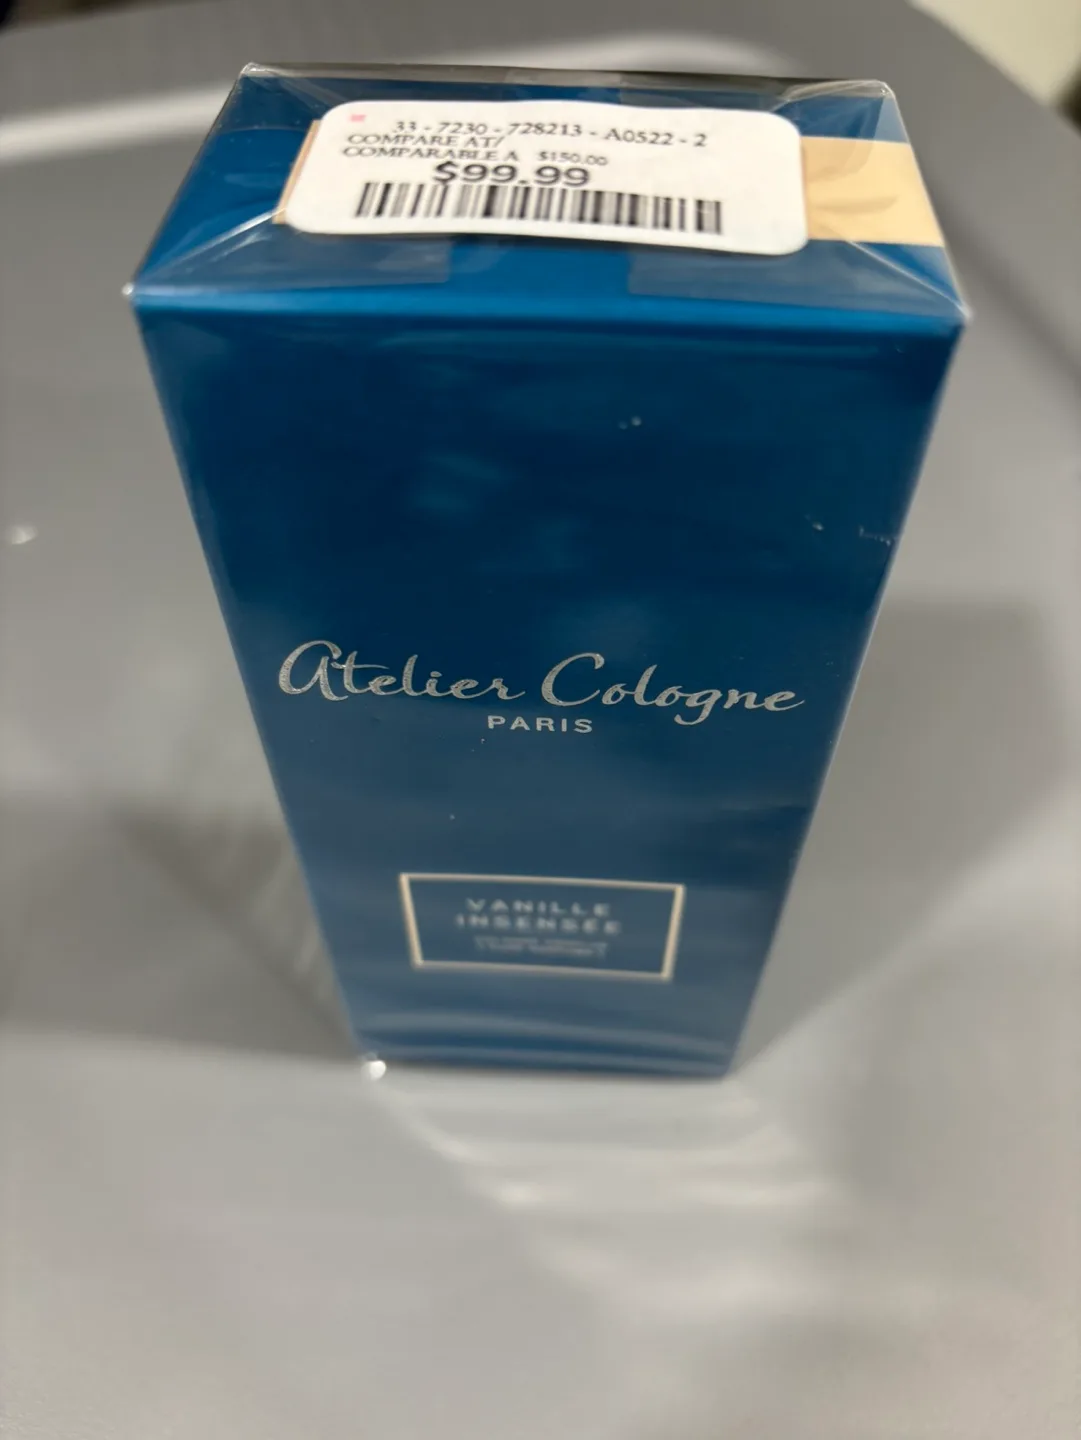 33 - 7230 - 728213 - A0522 - 2
COMPARE AT/
COMPARABLE A $150.00
$99.99
Atelier Cologne
PARIS
VANILLE
INSENSÉE